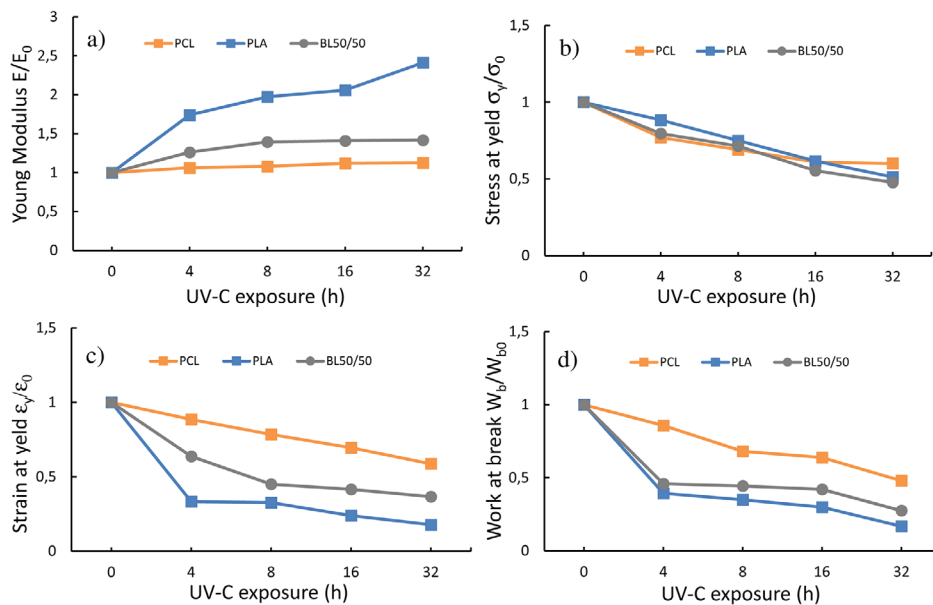 a)
PCL PLA BL50/50
Young Modulus E/E0
3
2,5
2
1,5
1
0,5
0
0 4 8 16 32
UV-C exposure (h)
b)
PCL PLA BL50/50
Stress at yeld σy/σ0
1,5
1
0,5
0
0 4 8 16 32
UV-C exposure (h)
c)
PCL PLA BL50/50
Strain at yeld εy/ε0
1,5
1
0,5
0
0 4 8 16 32
UV-C exposure (h)
d)
PCL PLA BL50/50
Work at break Wb/Wb0
1,5
1
0,5
0
0 4 8 16 32
UV-C exposure (h)